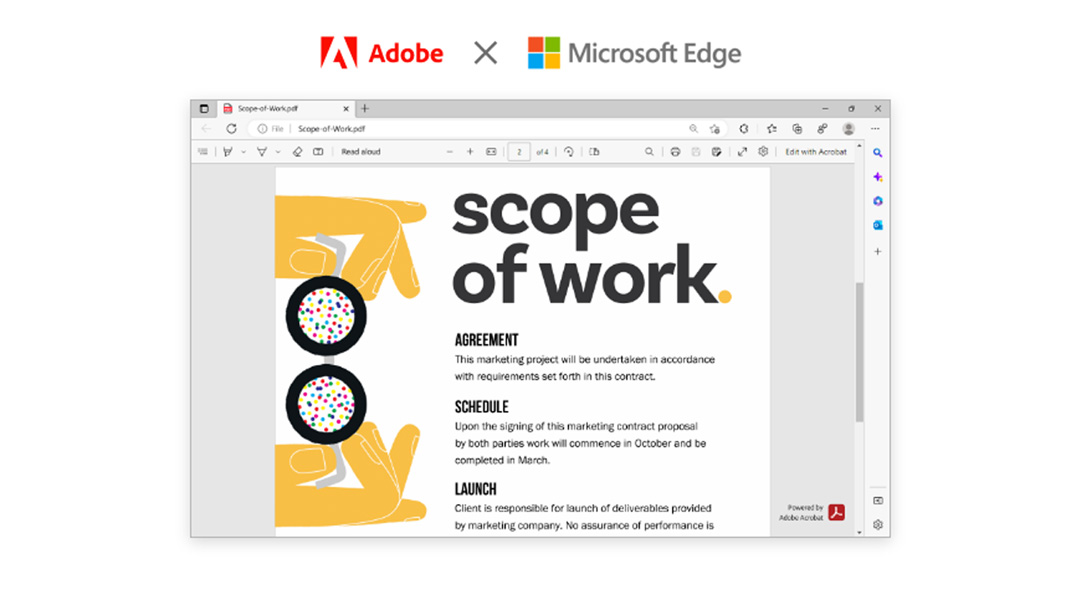 Adobe × Microsoft Edge
Scope-of-Work.pdf
File | Scope-of-Work.pdf
Read aloud
2 of 4
Edit with Acrobat
scope
of work.
AGREEMENT
This marketing project will be undertaken in accordance
with requirements set forth in this contract.
SCHEDULE
Upon the signing of this marketing contract proposal
by both parties work will commence in October and be
completed in March.
LAUNCH
Client is responsible for launch of deliverables provided
by marketing company. No assurance of performance is
Powered by
Adobe Acrobat